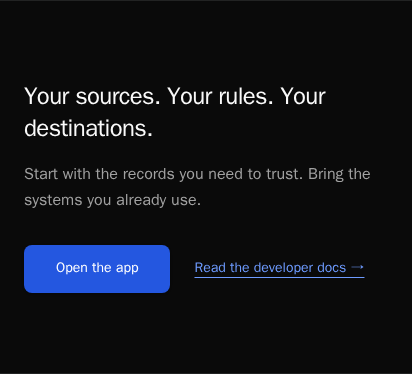 Your sources. Your rules. Your
destinations.
Start with the records you need to trust. Bring the
systems you already use.
Open the app
Read the developer docs →